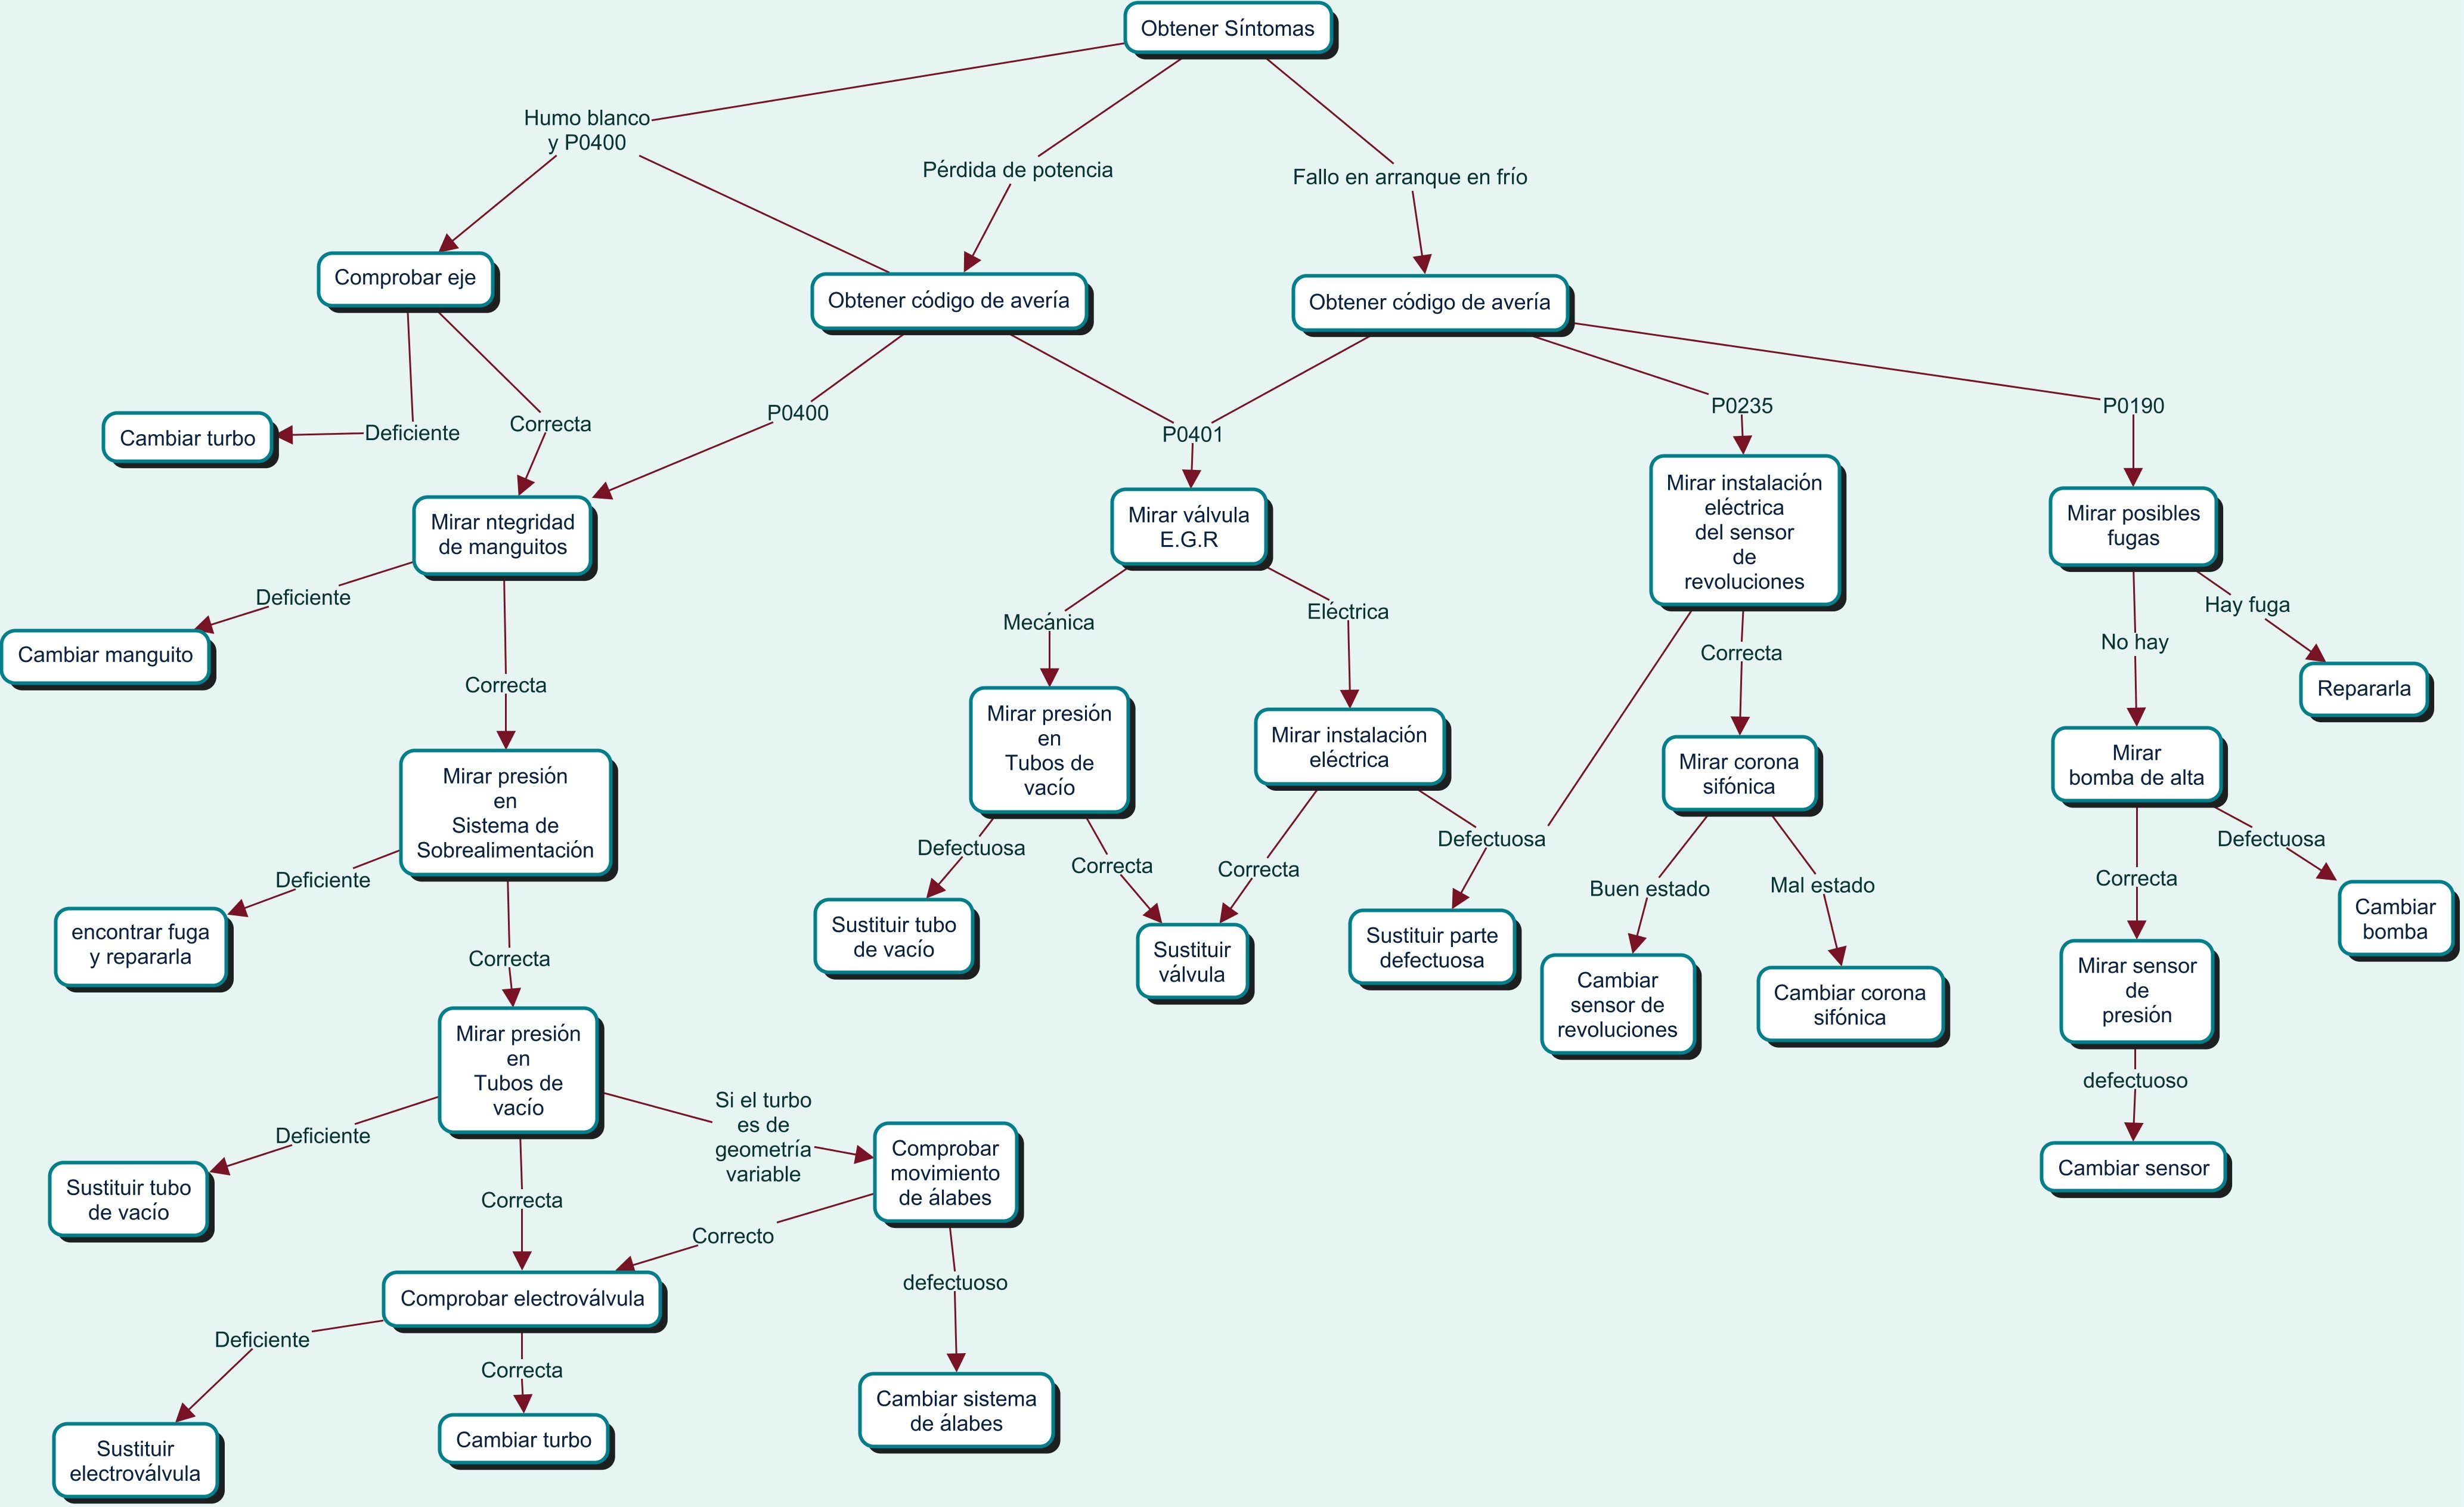 Obtener Síntomas
Humo blanco
y P0400
Pérdida de potencia
Fallo en arranque en frío
Comprobar eje
Obtener código de avería
Obtener código de avería
Cambiar turbo
Deficiente
Correcta
P0400
P0401
P0235
P0190
Mirar ntegridad
de manguitos
Mirar válvula
E.G.R
Mirar instalación
eléctrica
del sensor
de
revoluciones
Mirar posibles
fugas
Deficiente
Cambiar manguito
Correcta
Mecánica
Eléctrica
Correcta
No hay
Hay fuga
Repararla
Mirar presión
en
Sistema de
Sobrealimentación
Mirar presión
en
Tubos de
vacío
Mirar instalación
eléctrica
Mirar corona
sifónica
Mirar
bomba de alta
Deficiente
encontrar fuga
y repararla
Correcta
Defectuosa
Correcta
Correcta
Defectuosa
Buen estado
Mal estado
Correcta
Defectuosa
Sustituir tubo
de vacío
Sustituir
válvula
Sustituir parte
defectuosa
Cambiar
sensor de
revoluciones
Cambiar corona
sifónica
Mirar sensor
de
presión
Cambiar
bomba
Mirar presión
en
Tubos de
vacío
Si el turbo
es de
geometría
variable
Comprobar
movimiento
de álabes
defectuoso
Cambiar sensor
Deficiente
Sustituir tubo
de vacío
Correcta
Correcto
defectuoso
Comprobar electroválvula
Deficiente
Correcta
Cambiar sistema
de álabes
Sustituir
electroválvula
Cambiar turbo